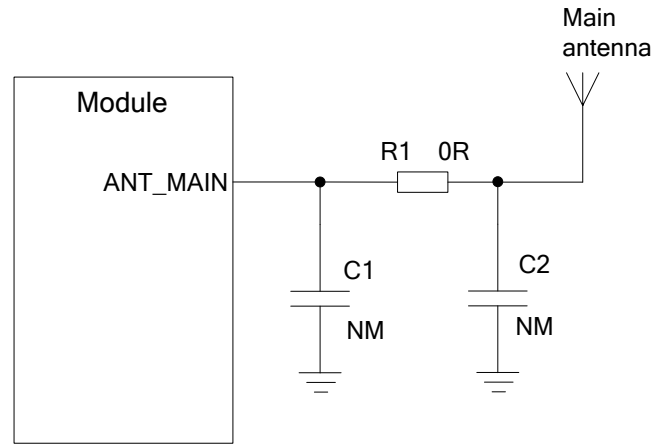 Main
antenna
Module
R1 0R
ANT_MAIN
C1
C2
NM
NM